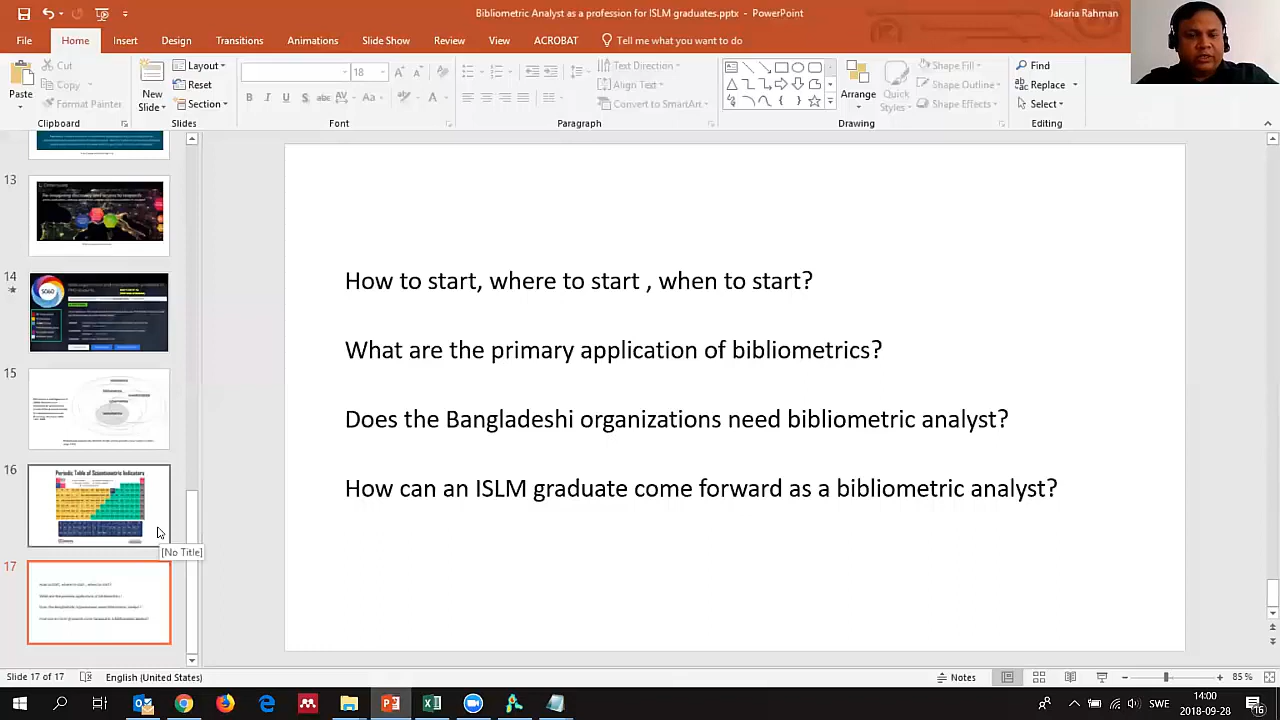 Bibliometric Analyst as a profession for ISLM graduates.pptx - PowerPoint
Jakaria Rahman
File Home Insert Design Transitions Animations Slide Show Review View ACROBAT Tell me what you want to do
Paste
Cut
Copy
Format Painter
Clipboard
New Slide
Layout
Reset
Section
Slides
18
B I U S abc AV Aa A
Font
Text Direction
Align Text
Convert to SmartArt
Paragraph
Arrange
Quick Styles
Shape Fill
Shape Outline
Shape Effects
Drawing
Find
Replace
Select
Editing
13
14
15
16
Periodic Table of Scientometric Indicators
[No Title]
17
How to start, where to start , when to start?
What are the primary application of bibliometrics?
Does the Bangladeshi organizations need bibliometric analyst?
How can an ISLM graduate come forward as a bibliometric analyst?
Slide 17 of 17 English (United States) Notes 85 %
SWE
14:00
2018-09-28